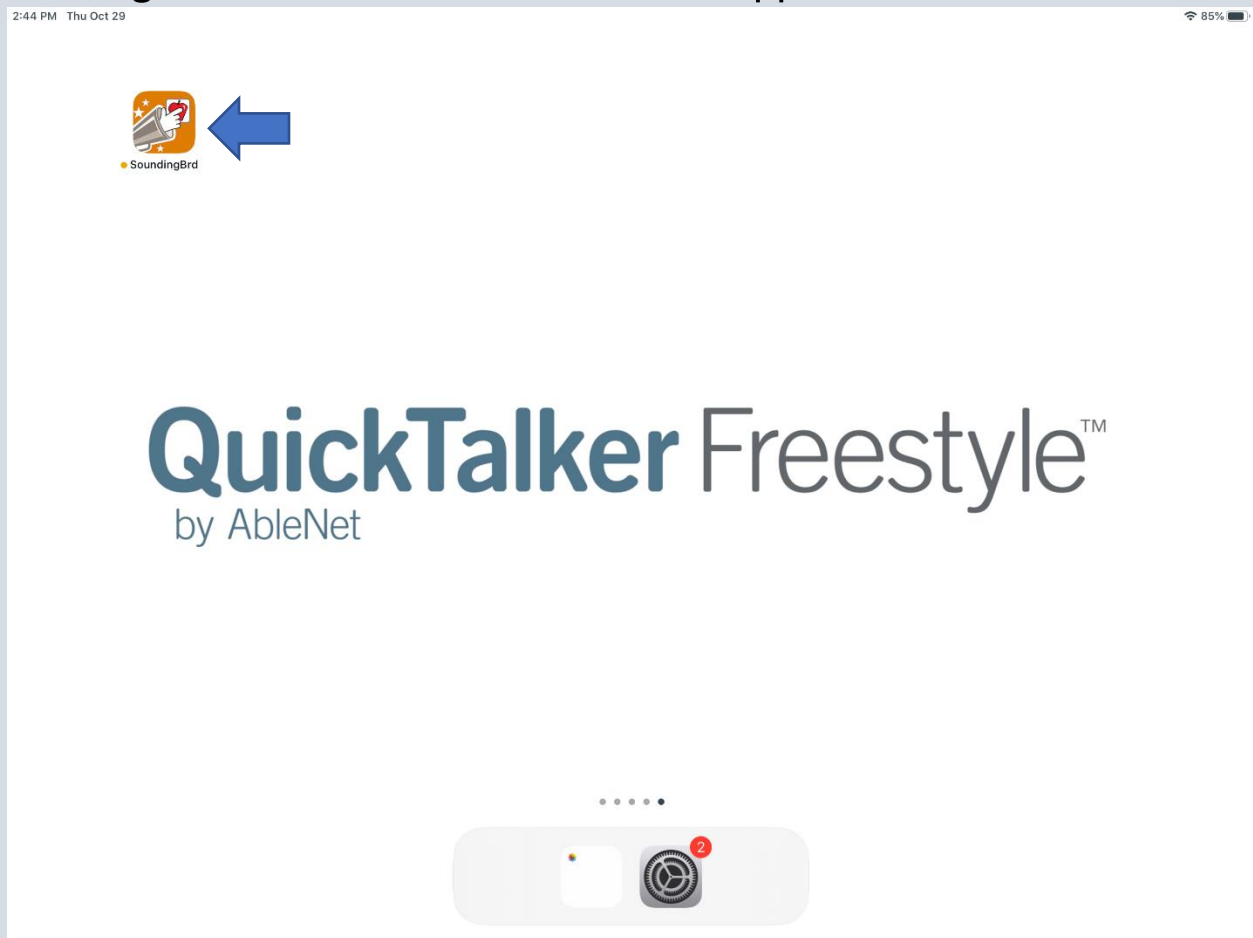 2:44 PM Thu Oct 29
85%
SoundingBrd
QuickTalker Freestyle™
by AbleNet
2